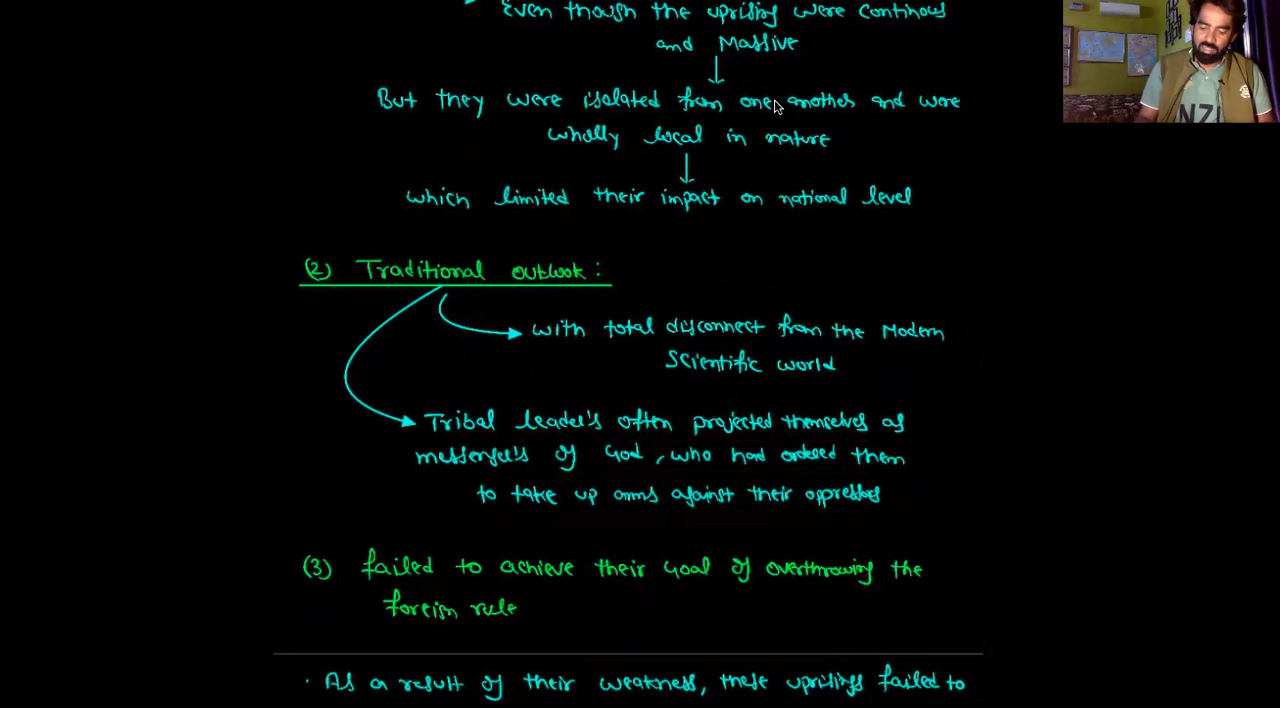 Even though the uprising were continous
and Massive
But they were isolated from one another and were
wholly local in nature
which limited their impact on national level
(2) Traditional outlook:
with total disconnect from the Modern
Scientific world
Tribal leader's often projected themselves as
messenger's of God, who had ordered them
to take up arms against their oppressors
(3) failed to achieve their Goal of overthrowing the
foreign rule
· As a result of their weakness, these uprisings failed to
NZ